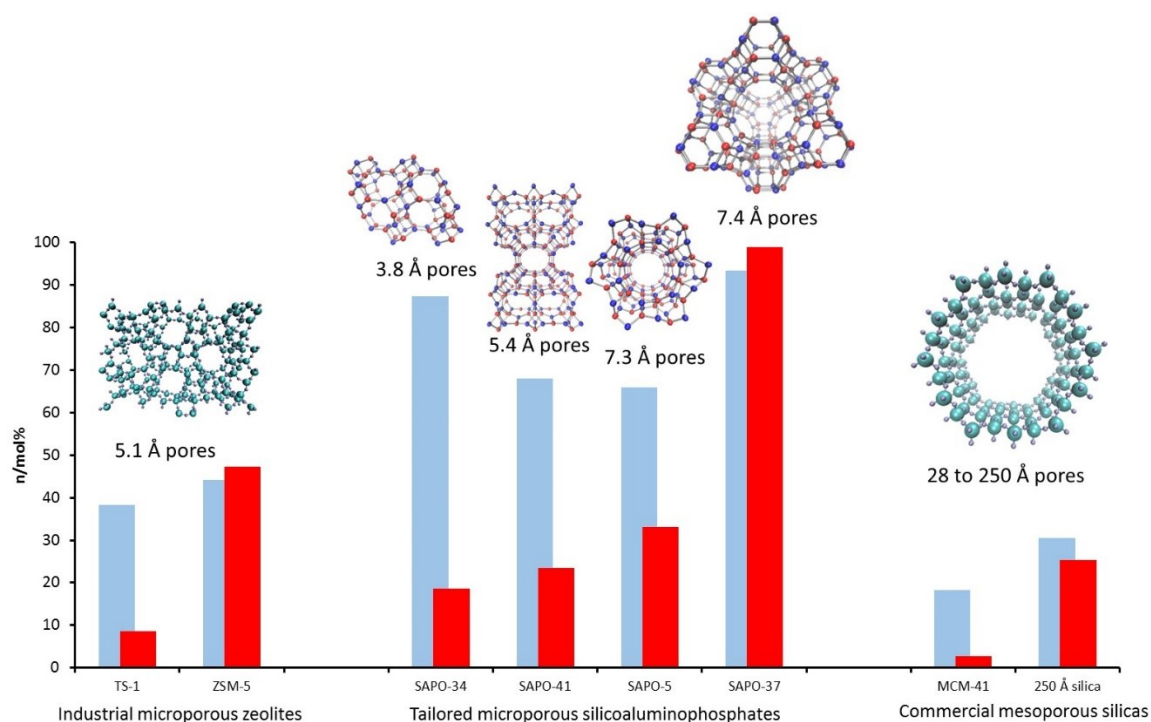 7.4 Å pores
3.8 Å pores
5.4 Å pores
7.3 Å pores
5.1 Å pores
28 to 250 Å pores
n/mol%
100
90
80
70
60
50
40
30
20
10
0
TS-1 ZSM-5 SAPO-34 SAPO-41 SAPO-5 SAPO-37 MCM-41 250 Å silica
Industrial microporous zeolites Tailored microporous silicoaluminophosphates Commercial mesoporous silicas